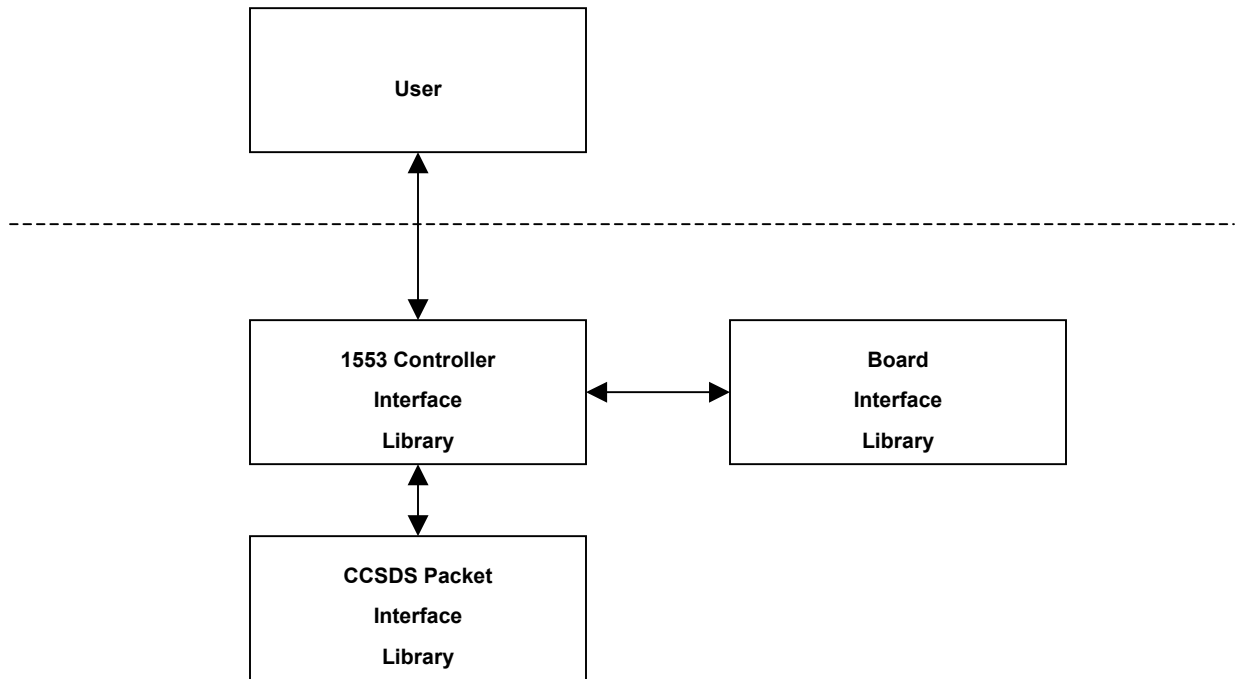 User
1553 Controller
Interface
Library
Board
Interface
Library
CCSDS Packet
Interface
Library